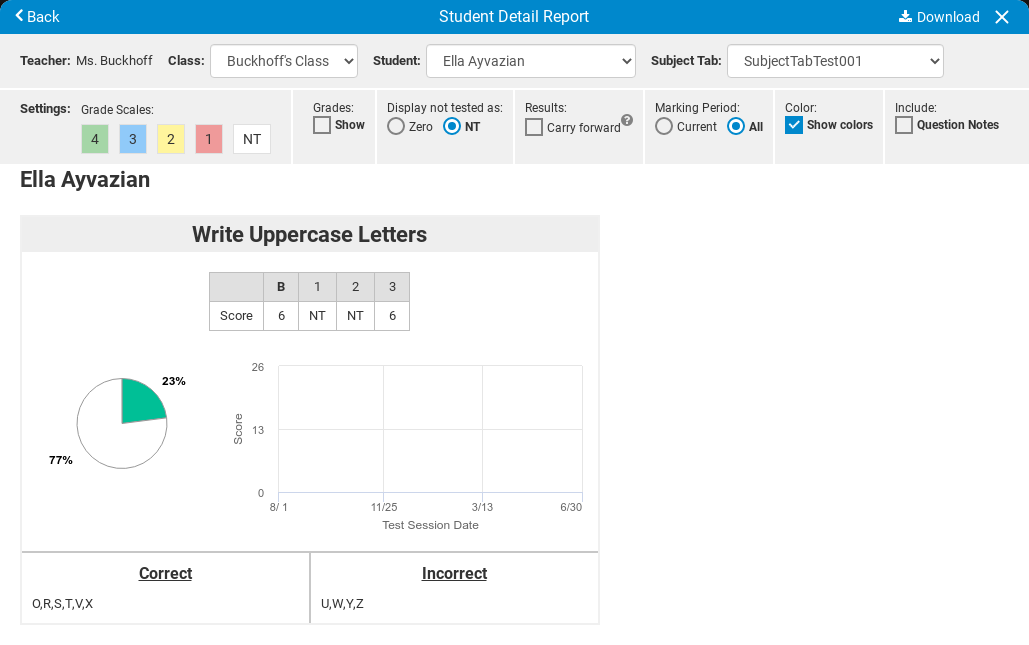 Back Student Detail Report Download
Teacher: Ms. Buckhoff Class: Buckhoff's Class Student: Ella Ayvazian Subject Tab: SubjectTabTest001
Settings: Grade Scales: Grades: Display not tested as: Results: Marking Period: Color: Include:
4 3 2 1 NT Show Zero NT Carry forward ? Current All Show colors Question Notes
Ella Ayvazian
Write Uppercase Letters
B 1 2 3
Score 6 NT NT 6
23%
77%
26
13
0
Score
8/ 1 11/25 3/13 6/30
Test Session Date
Correct Incorrect
O,R,S,T,V,X U,W,Y,Z